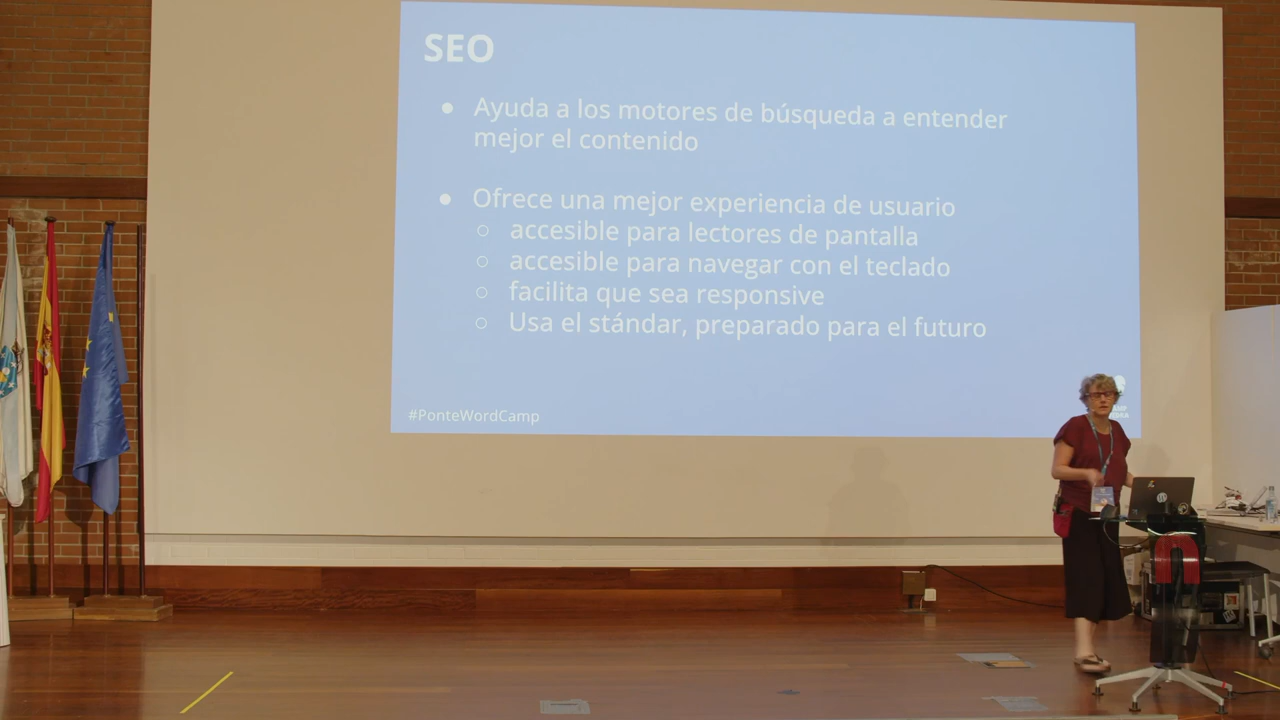 SEO
● Ayuda a los motores de búsqueda a entender
mejor el contenido
● Ofrece una mejor experiencia de usuario
○ accesible para lectores de pantalla
○ accesible para navegar con el teclado
○ facilita que sea responsive
○ Usa el stándar, preparado para el futuro
#PonteWordCamp